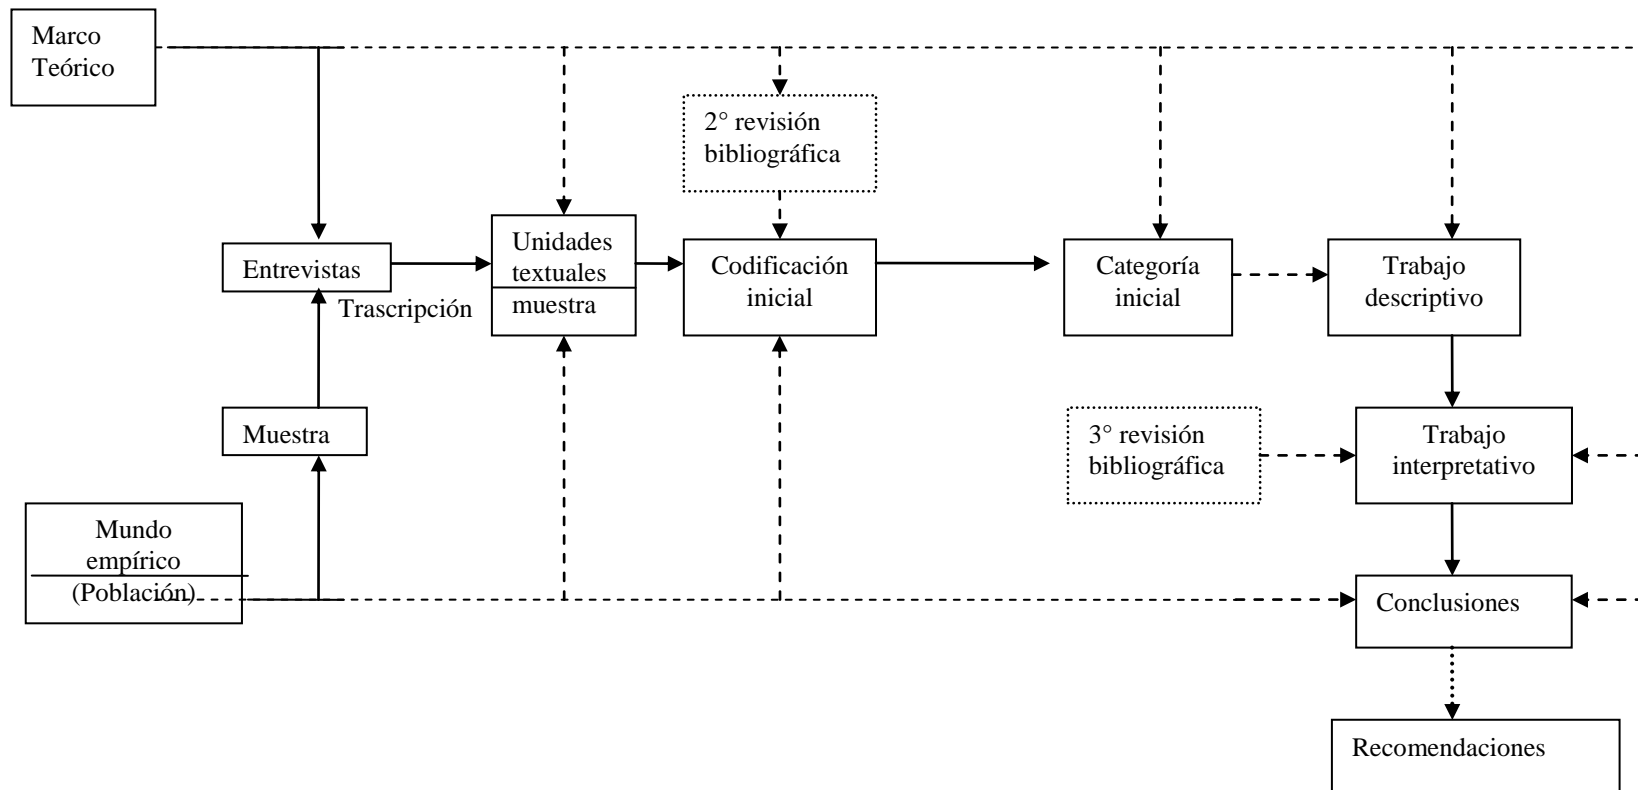 Marco
Teórico
2° revisión
bibliográfica
Entrevistas
Trascripción
Unidades
textuales
muestra
Codificación
inicial
Categoría
inicial
Trabajo
descriptivo
Muestra
3° revisión
bibliográfica
Trabajo
interpretativo
Mundo
empírico
(Población)
Conclusiones
Recomendaciones